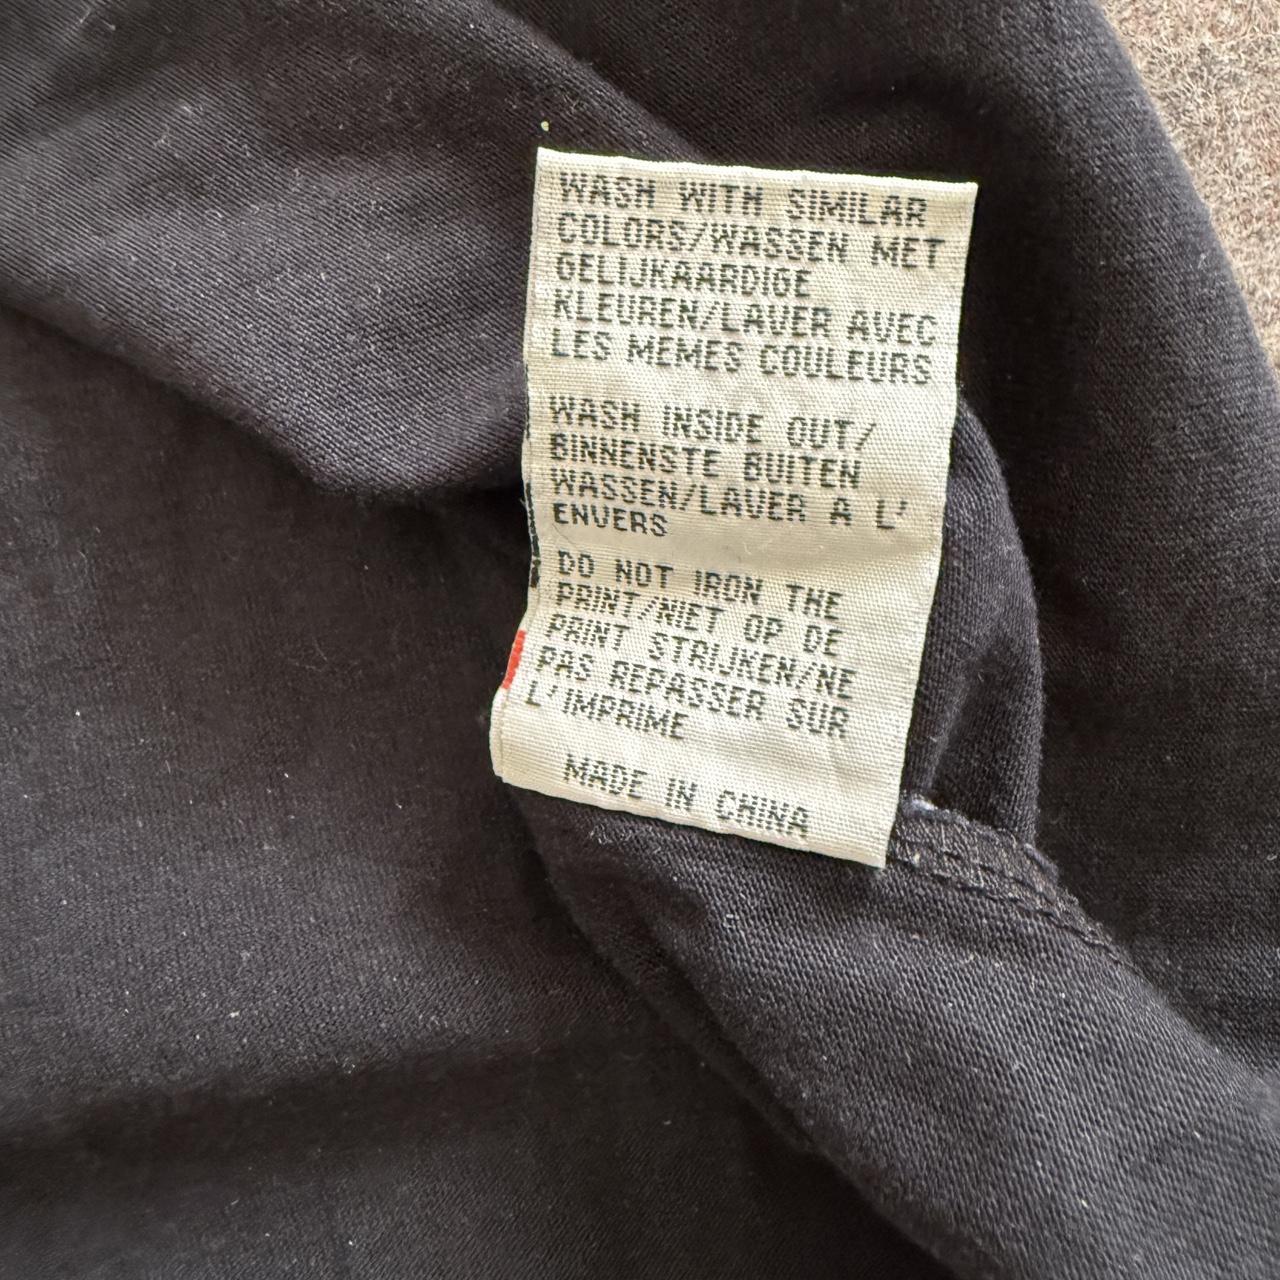 WASH WITH SIMILAR
COLORS/WASSEN MET
GELIJKAARDIGE
KLEUREN/LAVER AVEC
LES MEMES COULEURS
WASH INSIDE OUT/
BINNENSTE BUITEN
WASSEN/LAVER A L'
ENVERS
DO NOT IRON THE
PRINT/NIET OP DE
PRINT STRIJKEN/NE
PAS REPASSER SUR
L'IMPRIME
MADE IN CHINA